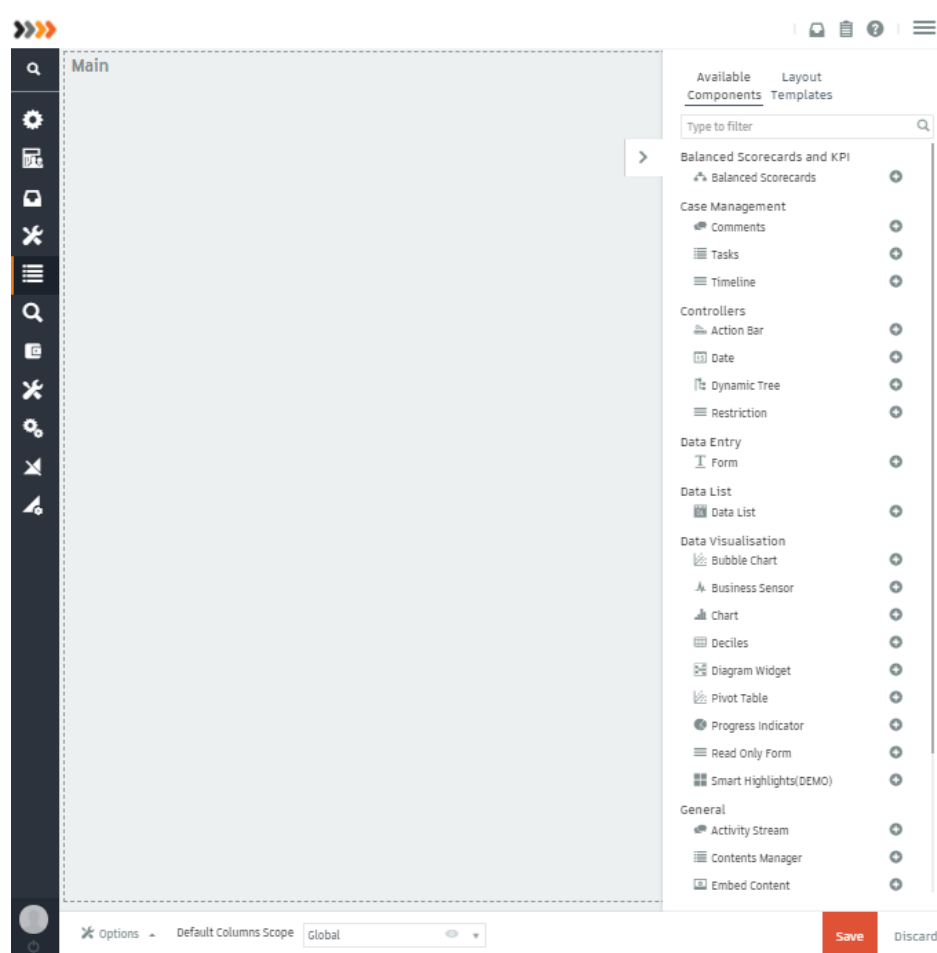 Main
Available
Components
Layout
Templates
Type to filter
Balanced Scorecards and KPI
Balanced Scorecards
Case Management
Comments
Tasks
Timeline
Controllers
Action Bar
Date
Dynamic Tree
Restriction
Data Entry
Form
Data List
Data List
Data Visualisation
Bubble Chart
Business Sensor
Chart
Deciles
Diagram Widget
Pivot Table
Progress Indicator
Read Only Form
Smart Highlights(DEMO)
General
Activity Stream
Contents Manager
Embed Content
Options Default Columns Scope Global Save Discard